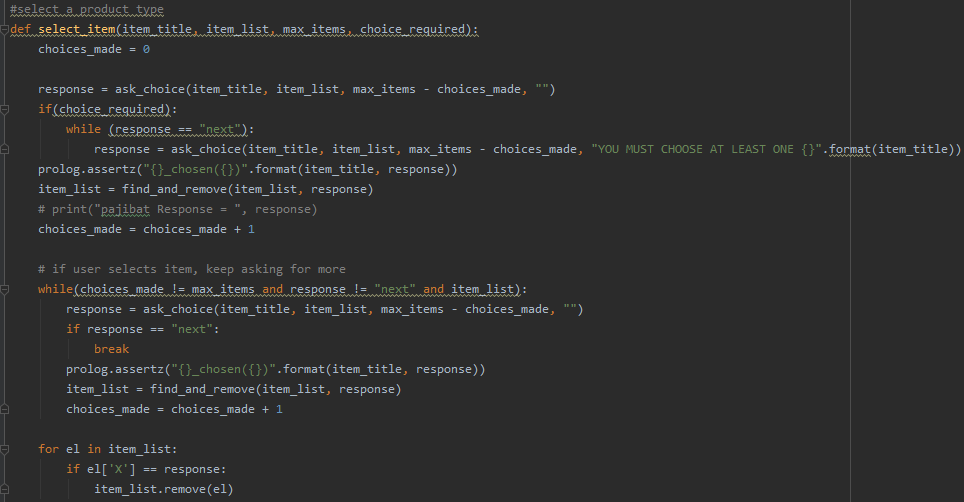 #select a product type
def select_item(item_title, item_list, max_items, choice_required):
    choices_made = 0
    response = ask_choice(item_title, item_list, max_items - choices_made, "")
    if(choice_required):
        while (response == "next"):
            response = ask_choice(item_title, item_list, max_items - choices_made, "YOU MUST CHOOSE AT LEAST ONE {}".format(item_title))
    prolog.assertz("{}_chosen({})".format(item_title, response))
    item_list = find_and_remove(item_list, response)
    # print("pajibat Response = ", response)
    choices_made = choices_made + 1
    # if user selects item, keep asking for more
    while(choices_made != max_items and response != "next" and item_list):
        response = ask_choice(item_title, item_list, max_items - choices_made, "")
        if response == "next":
            break
        prolog.assertz("{}_chosen({})".format(item_title, response))
        item_list = find_and_remove(item_list, response)
        choices_made = choices_made + 1
    for el in item_list:
        if el['X'] == response:
            item_list.remove(el)